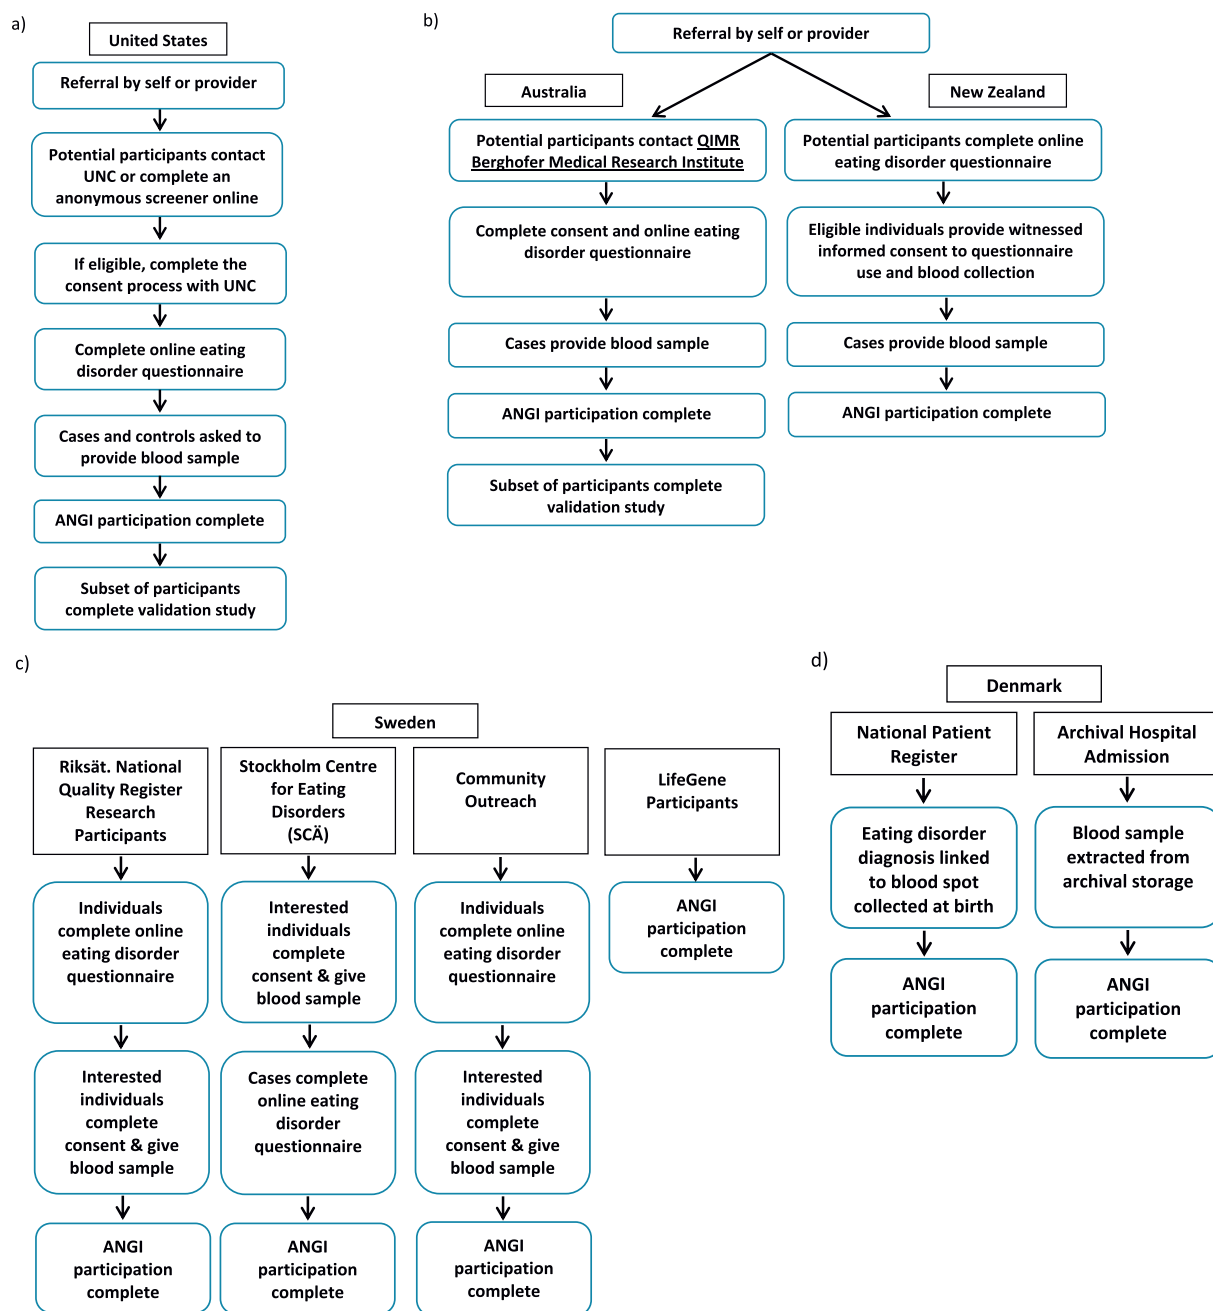 a)
United States
Referral by self or provider
Potential participants contact
UNC or complete an
anonymous screener online
If eligible, complete the
consent process with UNC
Complete online eating
disorder questionnaire
Cases and controls asked to
provide blood sample
ANGI participation complete
Subset of participants
complete validation study
b)
Referral by self or provider
Australia
Potential participants contact QIMR
Berghofer Medical Research Institute
Complete consent and online eating
disorder questionnaire
Cases provide blood sample
ANGI participation complete
Subset of participants complete
validation study
New Zealand
Potential participants complete online
eating disorder questionnaire
Eligible individuals provide witnessed
informed consent to questionnaire
use and blood collection
Cases provide blood sample
ANGI participation complete
c)
Sweden
Riksät. National
Quality Register
Research
Participants
Individuals
complete online
eating disorder
questionnaire
Interested
individuals
complete
consent & give
blood sample
ANGI
participation
complete
Stockholm Centre
for Eating
Disorders
(SCÄ)
Interested
individuals
complete
consent & give
blood sample
Cases complete
online eating
disorder
questionnaire
ANGI
participation
complete
Community
Outreach
Individuals
complete online
eating disorder
questionnaire
Interested
individuals
complete
consent & give
blood sample
ANGI
participation
complete
LifeGene
Participants
ANGI
participation
complete
d)
Denmark
National Patient
Register
Eating disorder
diagnosis linked
to blood spot
collected at birth
ANGI
participation
complete
Archival Hospital
Admission
Blood sample
extracted from
archival storage
ANGI
participation
complete